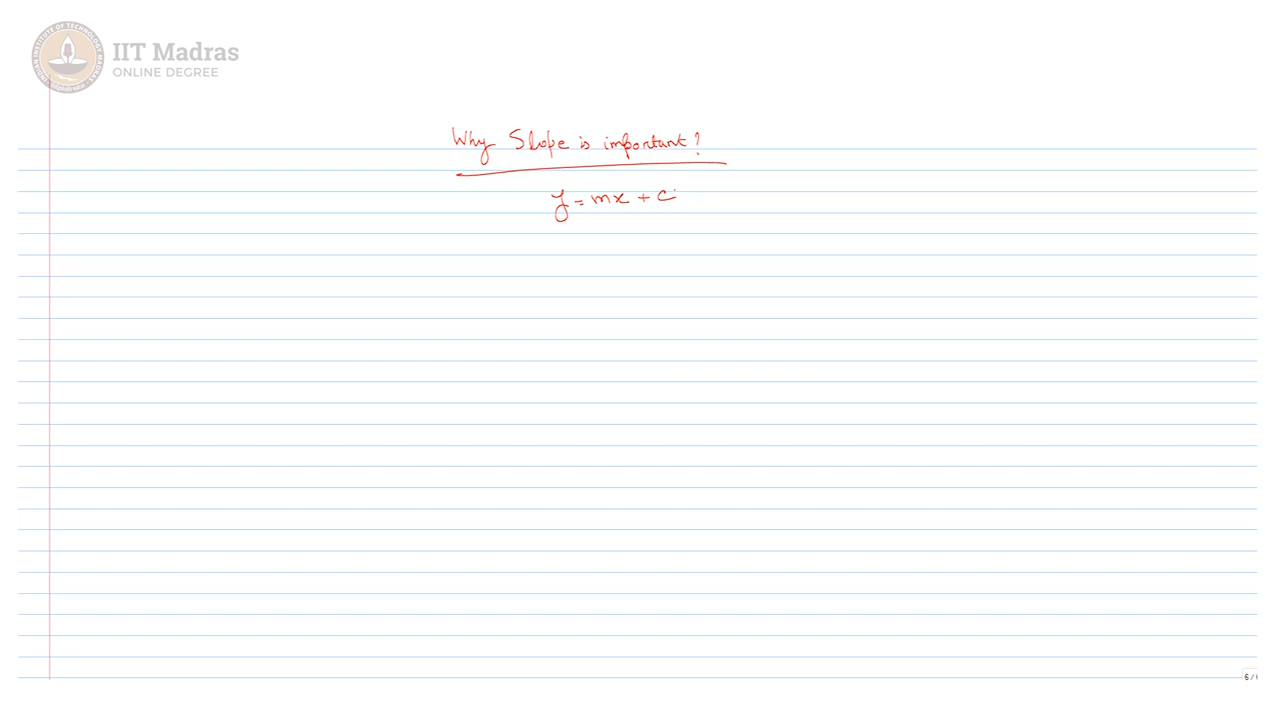 IIT Madras
ONLINE DEGREE
Why Slope is important?
y = mx + c